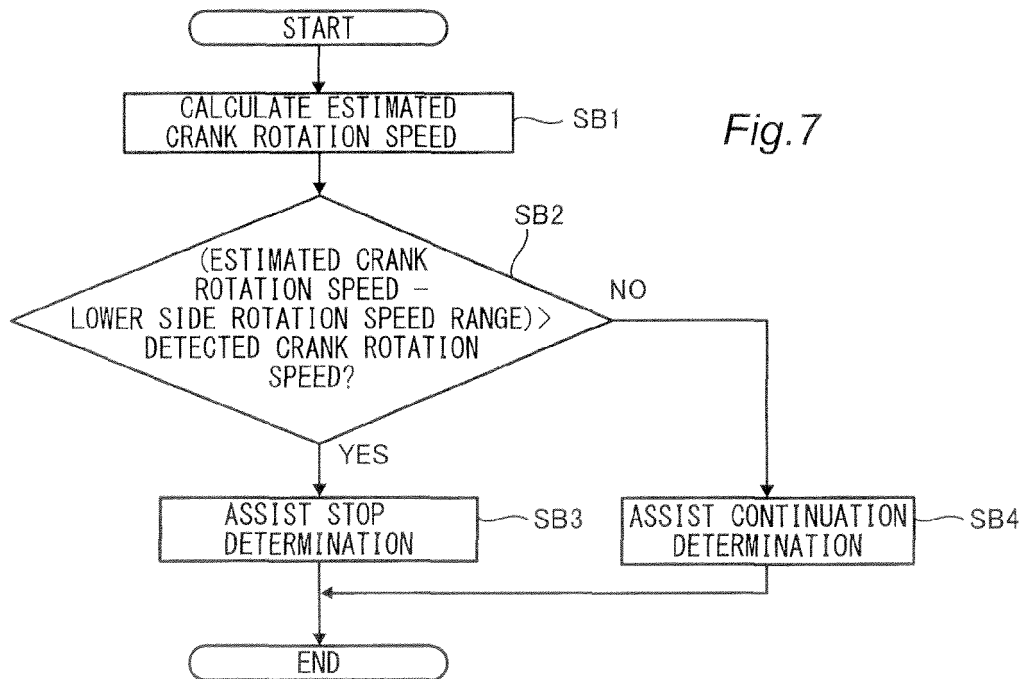 START
CALCULATE ESTIMATED
CRANK ROTATION SPEED
SB1
Fig.7
SB2
(ESTIMATED CRANK
ROTATION SPEED –
LOWER SIDE ROTATION SPEED RANGE)>
DETECTED CRANK ROTATION
SPEED?
NO
YES
ASSIST STOP
DETERMINATION
SB3
ASSIST CONTINUATION
DETERMINATION
SB4
END